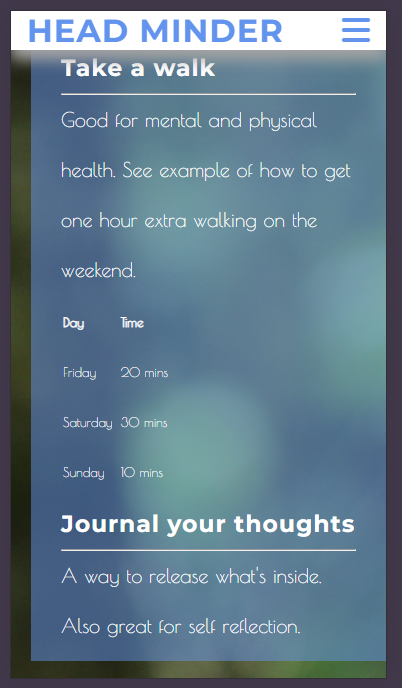 HEAD MINDER
Take a walk
Good for mental and physical
health. See example of how to get
one hour extra walking on the
weekend.
Day Time
Friday 20 mins
Saturday 30 mins
Sunday 10 mins
Journal your thoughts
A way to release what's inside.
Also great for self reflection.